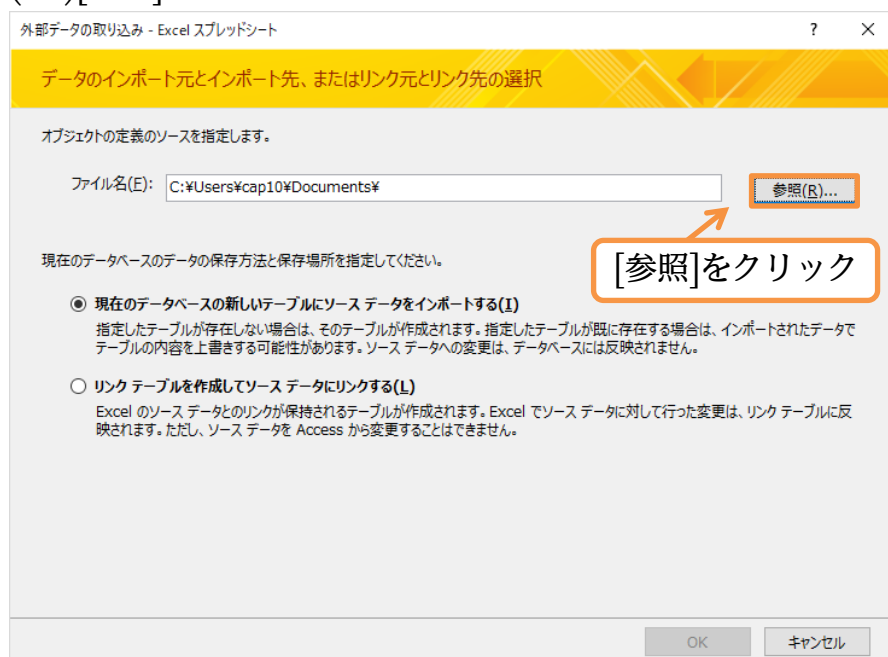 外部データの取り込み - Excel スプレッドシート ? ×
データのインポート元とインポート先、またはリンク元とリンク先の選択
オブジェクトの定義のソースを指定します。
ファイル名(F): C:¥Users¥cap10¥Documents¥ 参照(R)...
[参照]をクリック
現在のデータベースのデータの保存方法と保存場所を指定してください。
現在のデータベースの新しいテーブルにソース データをインポートする(I)
指定したテーブルが存在しない場合は、そのテーブルが作成されます。指定したテーブルが既に存在する場合は、インポートされたデータで
テーブルの内容を上書きする可能性があります。ソース データへの変更は、データベースには反映されません。
リンク テーブルを作成してソース データにリンクする(L)
Excel のソース データとのリンクが保持されるテーブルが作成されます。Excel でソース データに対して行った変更は、リンク テーブルに反
映されます。ただし、ソース データを Access から変更することはできません。
OK キャンセル